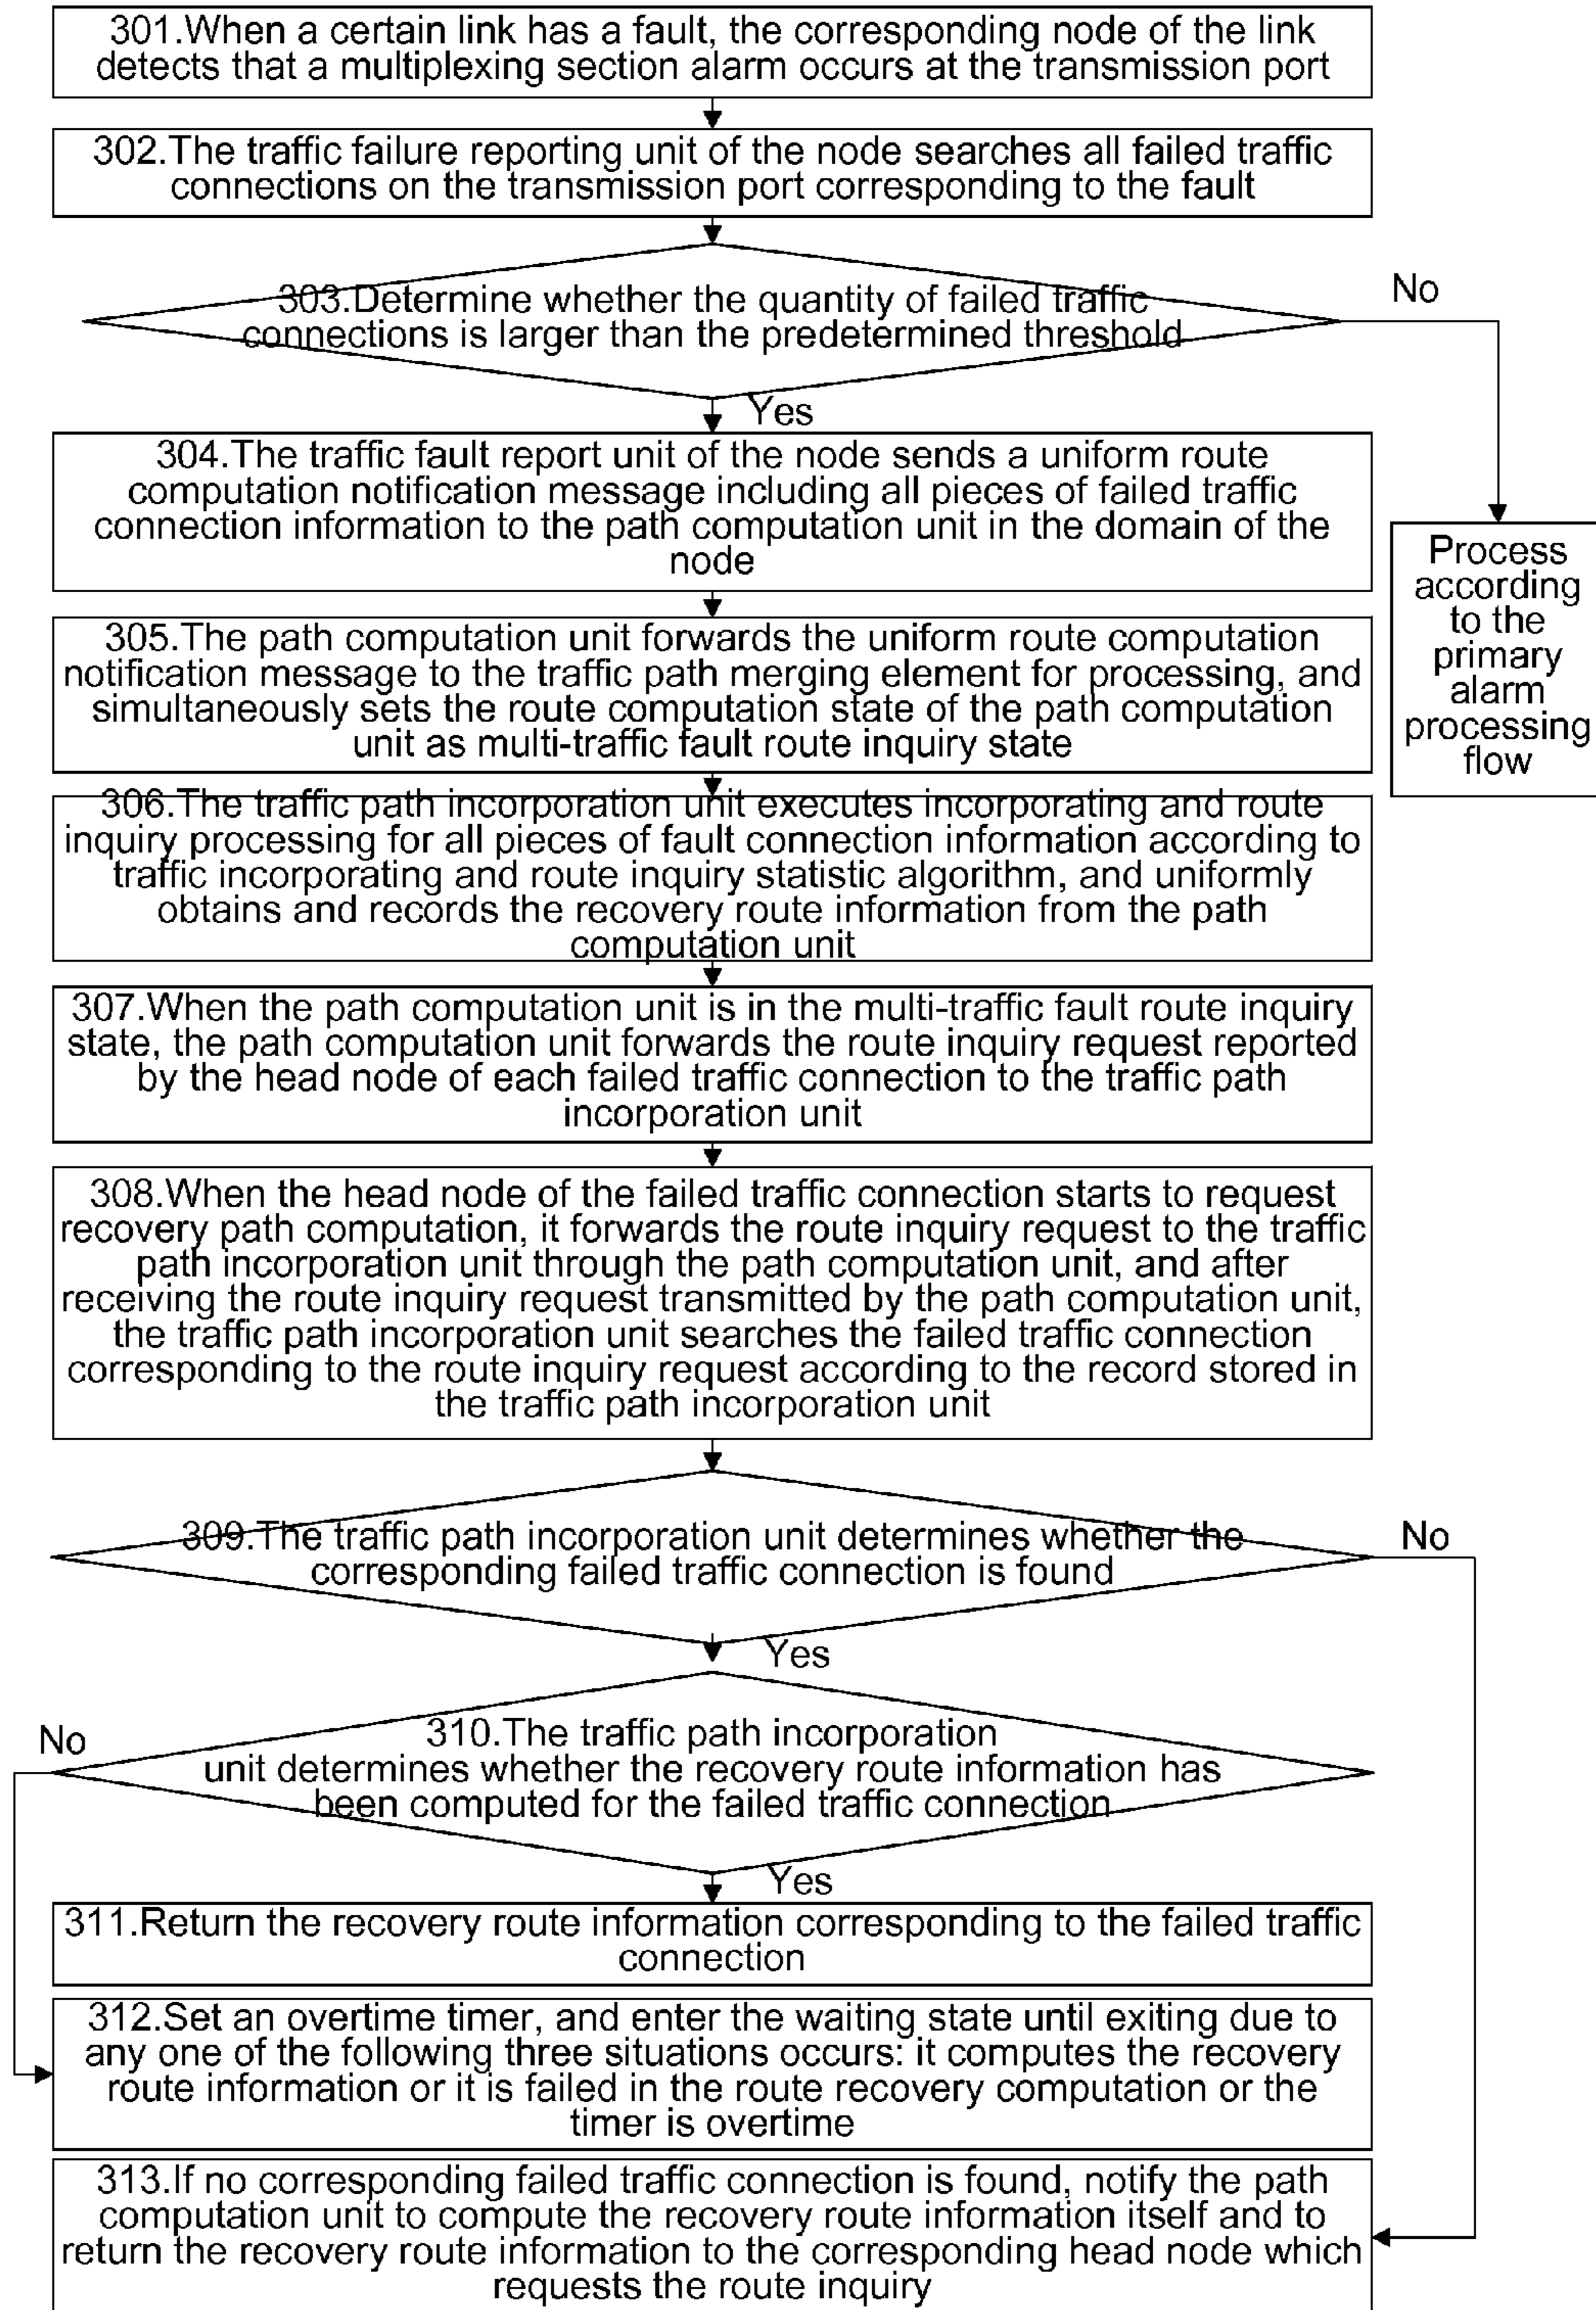 301.When a certain link has a fault, the corresponding node of the link
detects that a multiplexing section alarm occurs at the transmission port
302.The traffic failure reporting unit of the node searches all failed traffic
connections on the transmission port corresponding to the fault
303.Determine whether the quantity of failed traffic
connections is larger than the predetermined threshold
No
Yes
304.The traffic fault report unit of the node sends a uniform route
computation notification message including all pieces of failed traffic
connection information to the path computation unit in the domain of the
node
Process
according
to the
primary
alarm
processing
flow
305.The path computation unit forwards the uniform route computation
notification message to the traffic path merging element for processing, and
simultaneously sets the route computation state of the path computation
unit as multi-traffic fault route inquiry state
306.The traffic path incorporation unit executes incorporating and route
inquiry processing for all pieces of fault connection information according to
traffic incorporating and route inquiry statistic algorithm, and uniformly
obtains and records the recovery route information from the path
computation unit
307.When the path computation unit is in the multi-traffic fault route inquiry
state, the path computation unit forwards the route inquiry request reported
by the head node of each failed traffic connection to the traffic path
incorporation unit
308.When the head node of the failed traffic connection starts to request
recovery path computation, it forwards the route inquiry request to the traffic
path incorporation unit through the path computation unit, and after
receiving the route inquiry request transmitted by the path computation unit,
the traffic path incorporation unit searches the failed traffic connection
corresponding to the route inquiry request according to the record stored in
the traffic path incorporation unit
309.The traffic path incorporation unit determines whether the
corresponding failed traffic connection is found
No
Yes
310.The traffic path incorporation
unit determines whether the recovery route information has
been computed for the failed traffic connection
No
Yes
311.Return the recovery route information corresponding to the failed traffic
connection
312.Set an overtime timer, and enter the waiting state until exiting due to
any one of the following three situations occurs: it computes the recovery
route information or it is failed in the route recovery computation or the
timer is overtime
313.If no corresponding failed traffic connection is found, notify the path
computation unit to compute the recovery route information itself and to
return the recovery route information to the corresponding head node which
requests the route inquiry